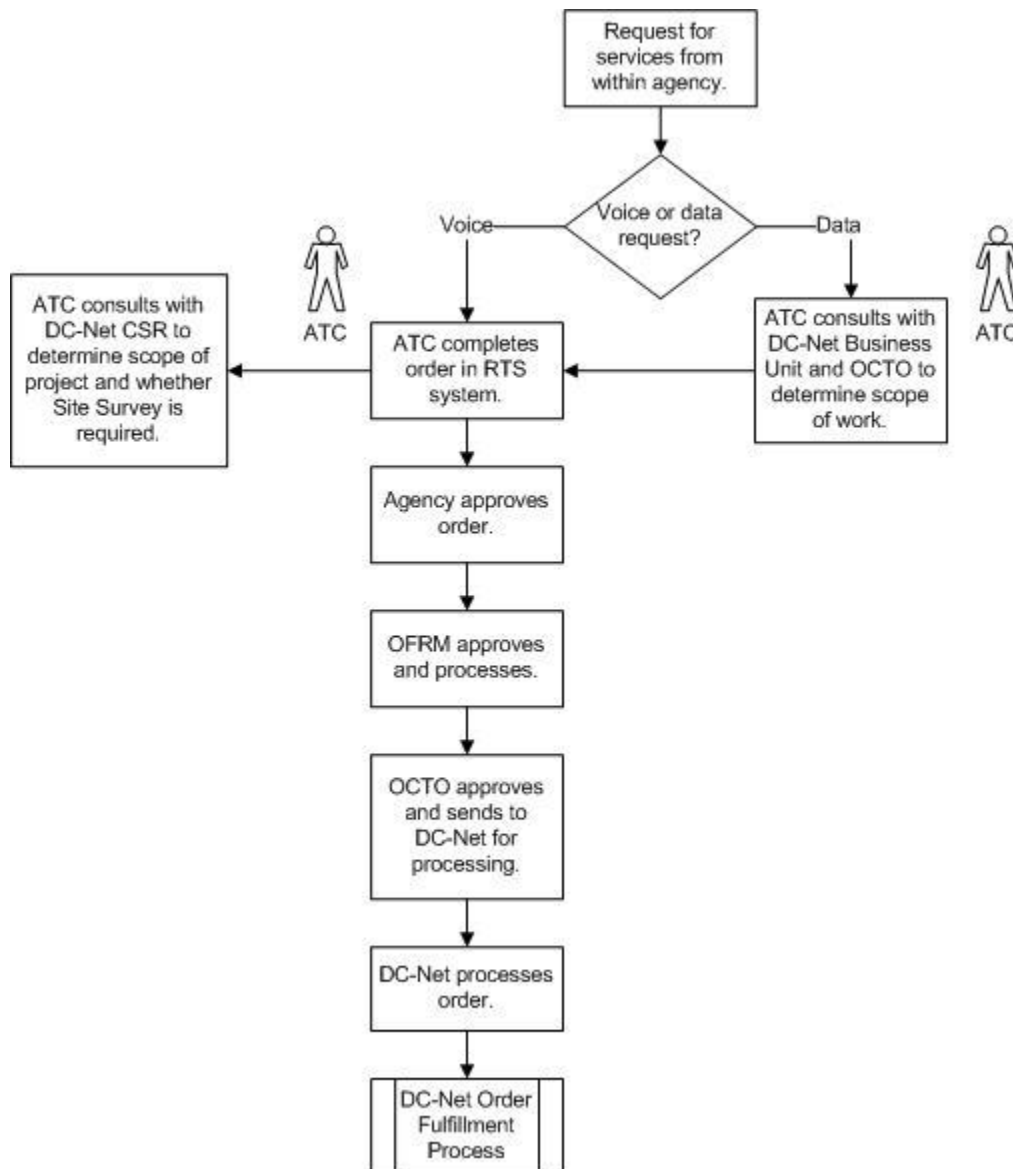 Request for
services from
within agency.
Voice or data
request?
Voice
Data
ATC
ATC
ATC consults with
DC-Net CSR to
determine scope of
project and whether
Site Survey is
required.
ATC completes
order in RTS
system.
ATC consults with
DC-Net Business
Unit and OCTO to
determine scope
of work.
Agency approves
order.
OFRM approves
and processes.
OCTO approves
and sends to
DC-Net for
processing.
DC-Net processes
order.
DC-Net Order
Fulfillment
Process